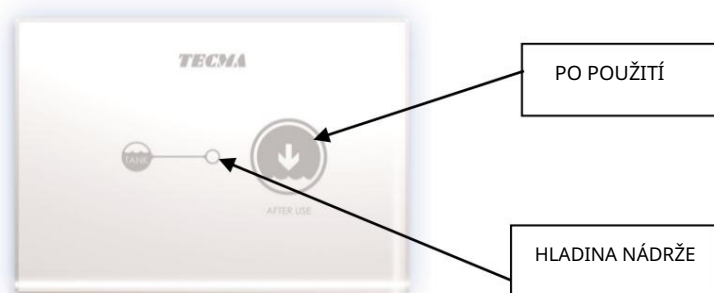 TECMA
PO POUŽITÍ
TANK
AFTER USE
HLADINA NÁDRŽE